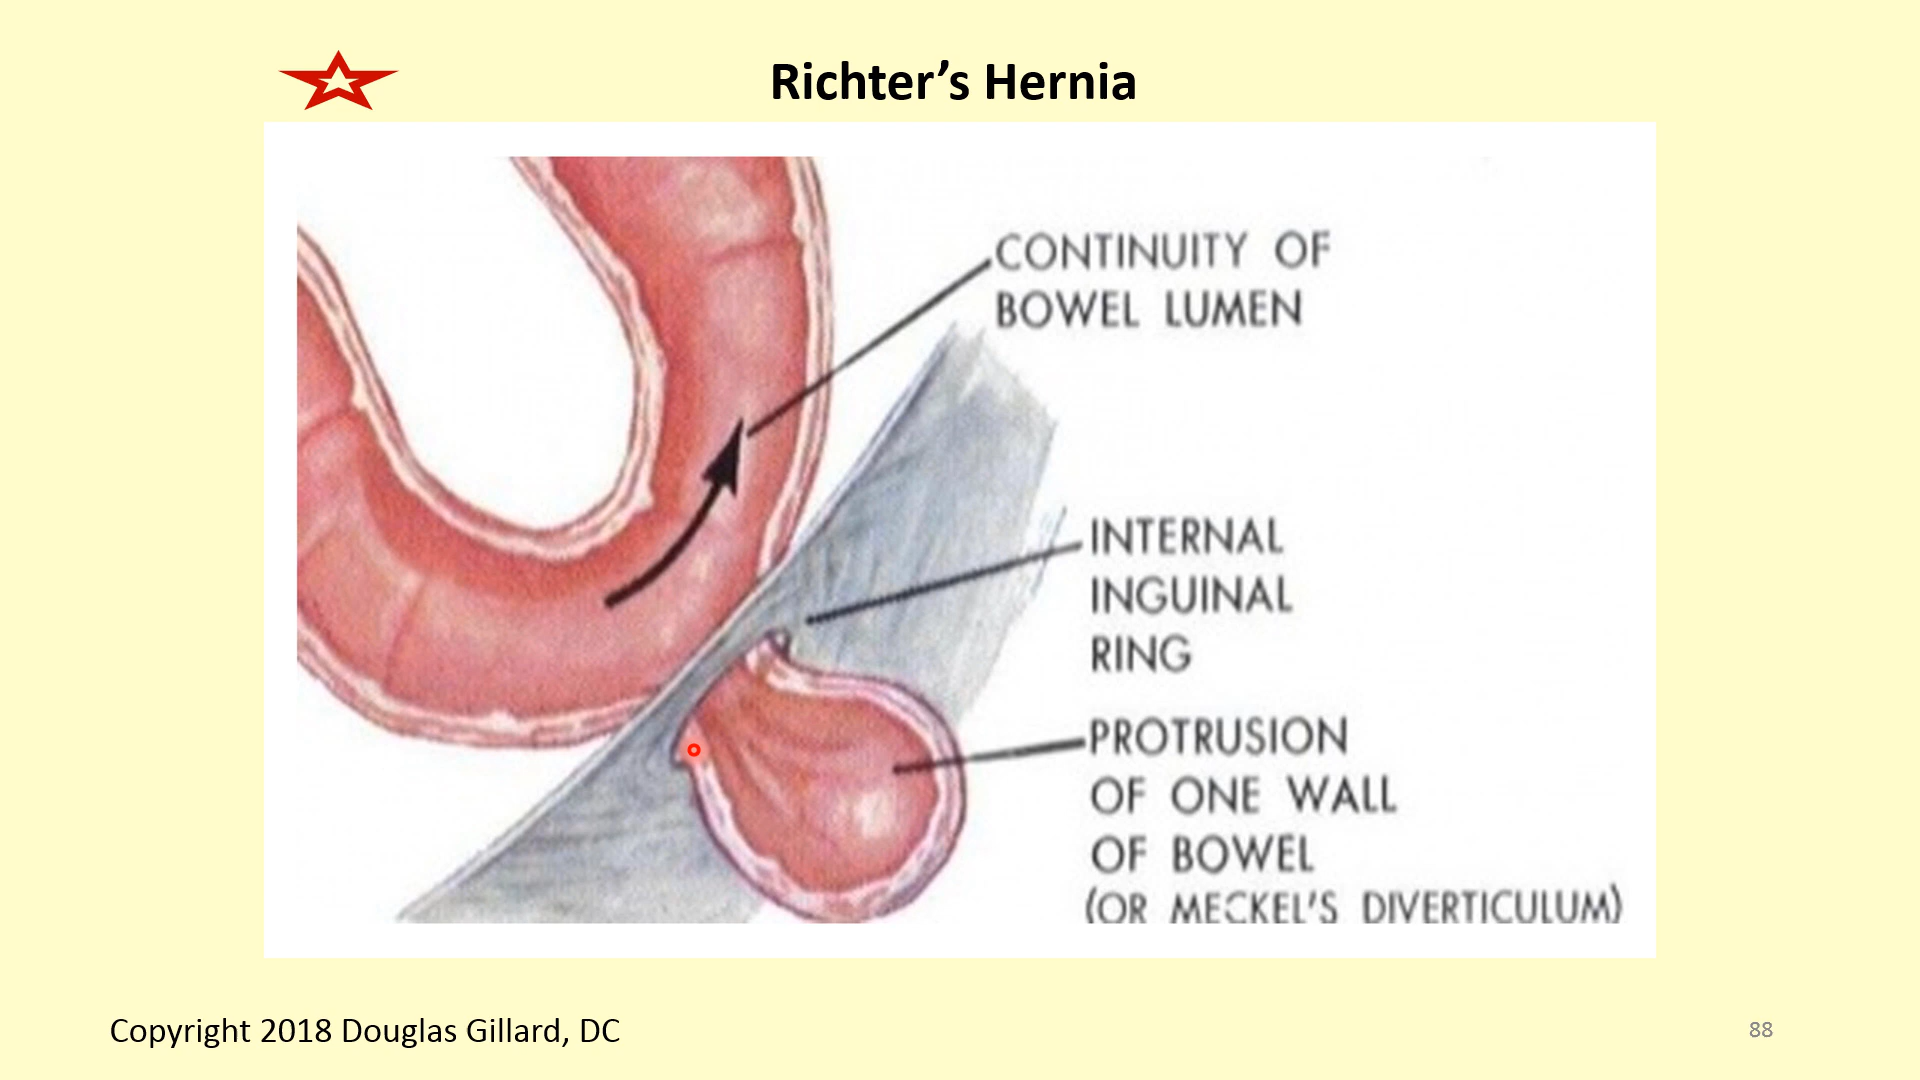 Richter’s Hernia
CONTINUITY OF
BOWEL LUMEN
INTERNAL
INGUINAL
RING
PROTRUSION
OF ONE WALL
OF BOWEL
(OR MECKEL'S DIVERTICULUM)
Copyright 2018 Douglas Gillard, DC
88